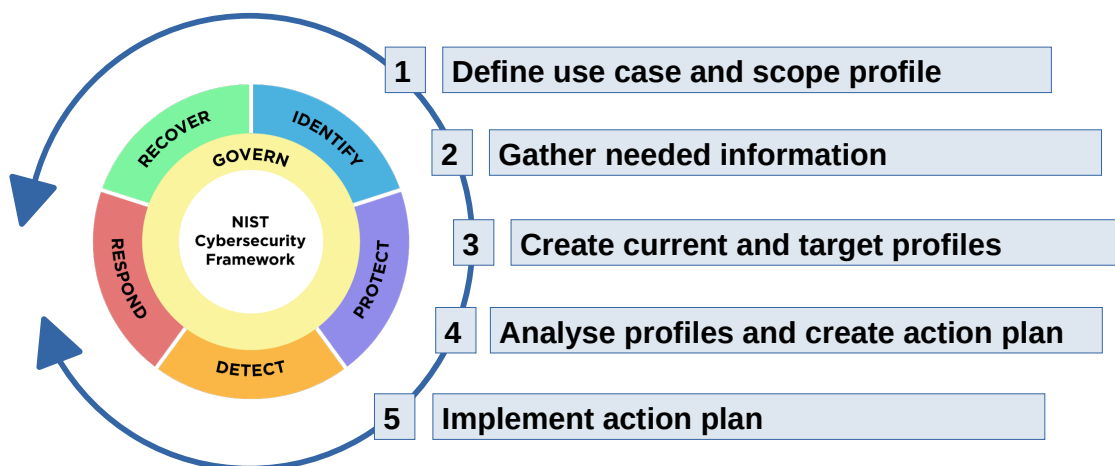 1 Define use case and scope profile
RECOVER
IDENTIFY
GOVERN
2 Gather needed information
NIST
Cybersecurity
Framework
3 Create current and target profiles
RESPOND
PROTECT
4 Analyse profiles and create action plan
DETECT
5 Implement action plan